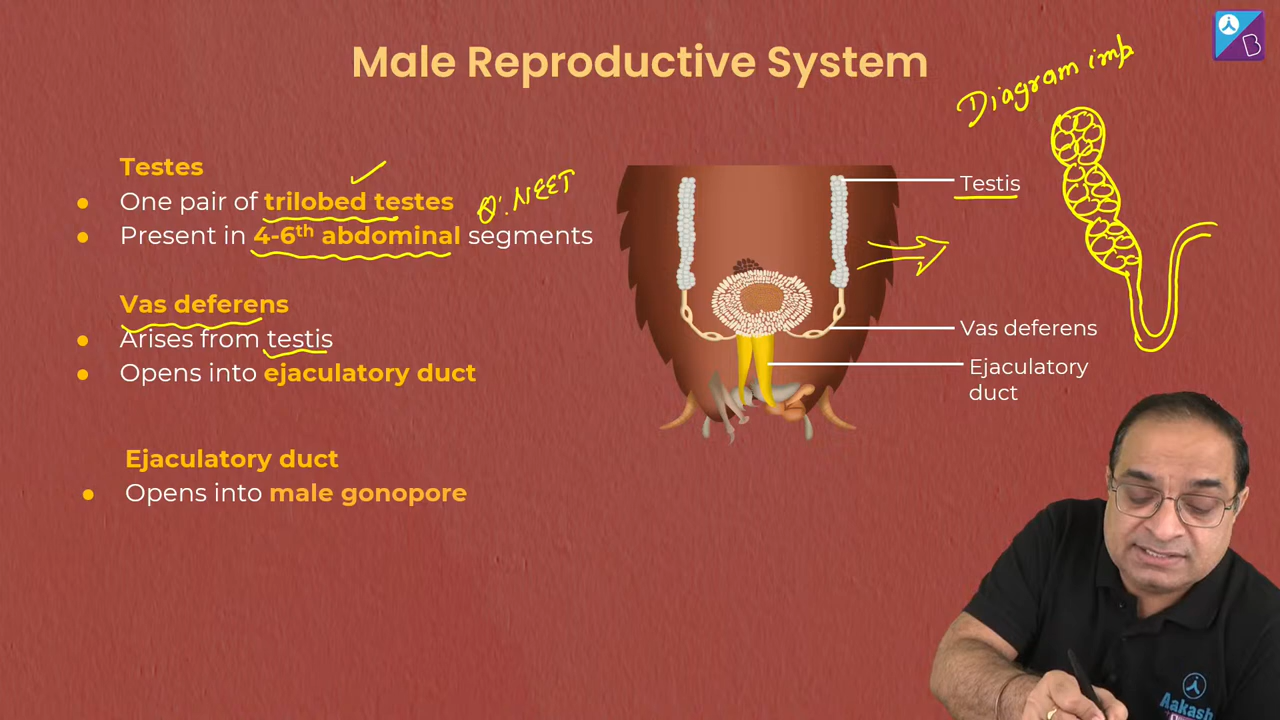 Male Reproductive System
Diagram imp
Testes
One pair of trilobed testes
Q: NEET
Present in 4-6th abdominal segments
Vas deferens
Arises from testis
Opens into ejaculatory duct
Ejaculatory duct
Opens into male gonopore
Testis
Vas deferens
Ejaculatory
duct
B
Aakash